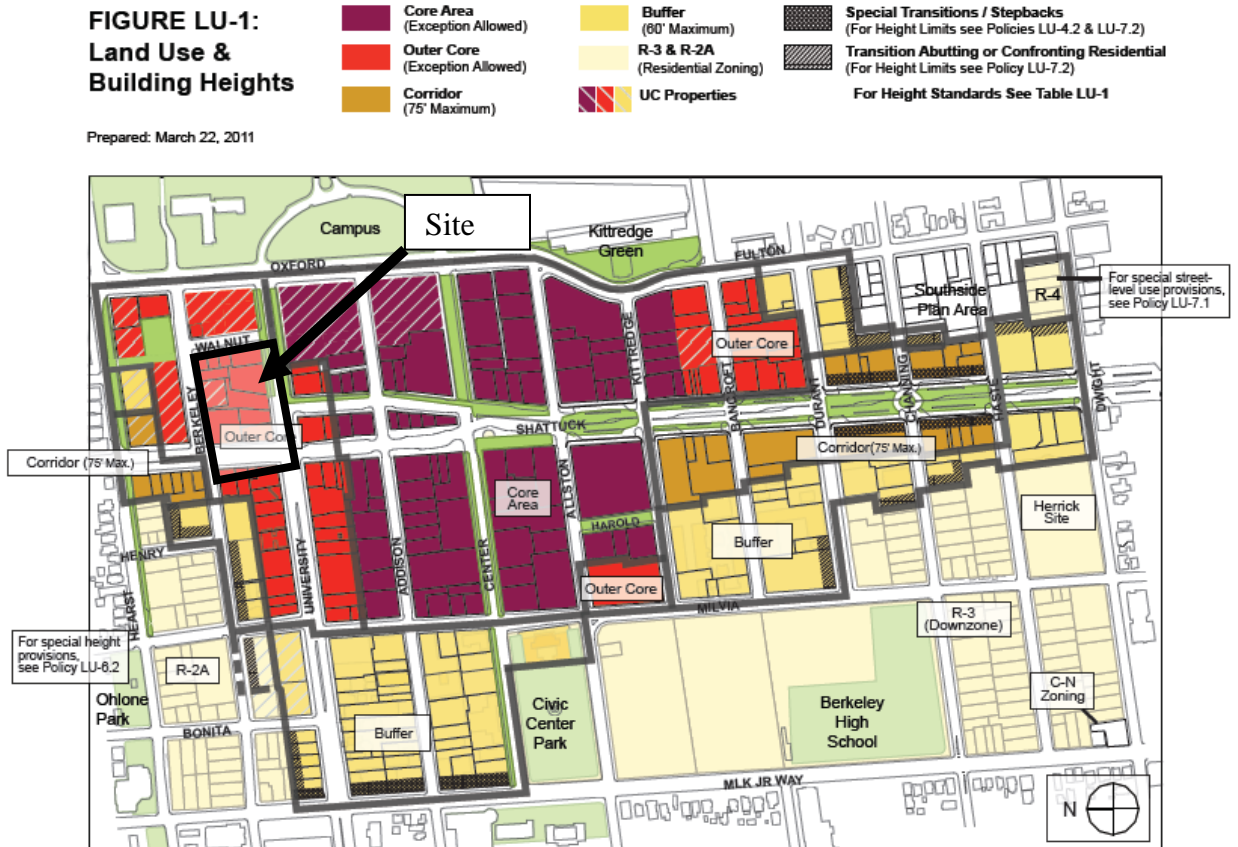 FIGURE LU-1:
Land Use &
Building Heights
Prepared: March 22, 2011
Core Area
(Exception Allowed)
Outer Core
(Exception Allowed)
Corridor
(75' Maximum)
Buffer
(60' Maximum)
R-3 & R-2A
(Residential Zoning)
UC Properties
Special Transitions / Stepbacks
(For Height Limits see Policies LU-4.2 & LU-7.2)
Transition Abutting or Confronting Residential
(For Height Limits see Policy LU-7.2)
For Height Standards See Table LU-1
Site
Campus
Kittredge
Green
OXFORD
FULTON
Southside
Plan Area
R-4
For special street-
level use provisions,
see Policy LU-7.1
WALNUT
BERKELEY
Outer Core
KITTREDGE
Outer Core
BANCROFT
DURANT
CHANNING
HASTE
DWIGHT
SHATTUCK
Corridor (75' Max.)
Corridor(75' Max.)
Core
Area
ALLSTON
HAROLD
Buffer
Herrick
Site
HENRY
HEARST
UNIVERSITY
ADDISON
CENTER
Outer Core
MILVIA
R-3
(Downzone)
For special height
provisions,
see Policy LU-6.2
R-2A
Ohlone
Park
BONITA
Buffer
Civic
Center
Park
Berkeley
High
School
C-N
Zoning
MLK JR WAY
N